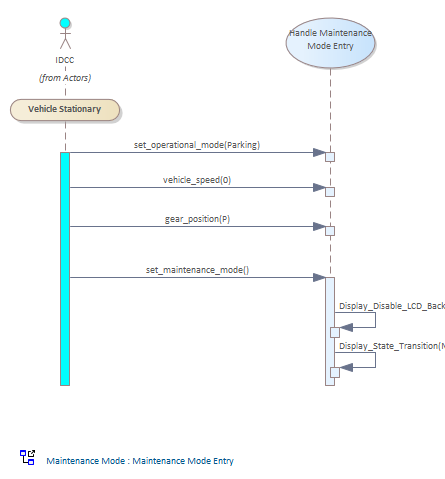 IDCC
(from Actors)
Handle Maintenance
Mode Entry
Vehicle Stationary
set_operational_mode(Parking)
vehicle_speed(0)
gear_position(P)
set_maintenance_mode()
Display_Disable_LCD_Back
Display_State_Transition(
Maintenance Mode : Maintenance Mode Entry